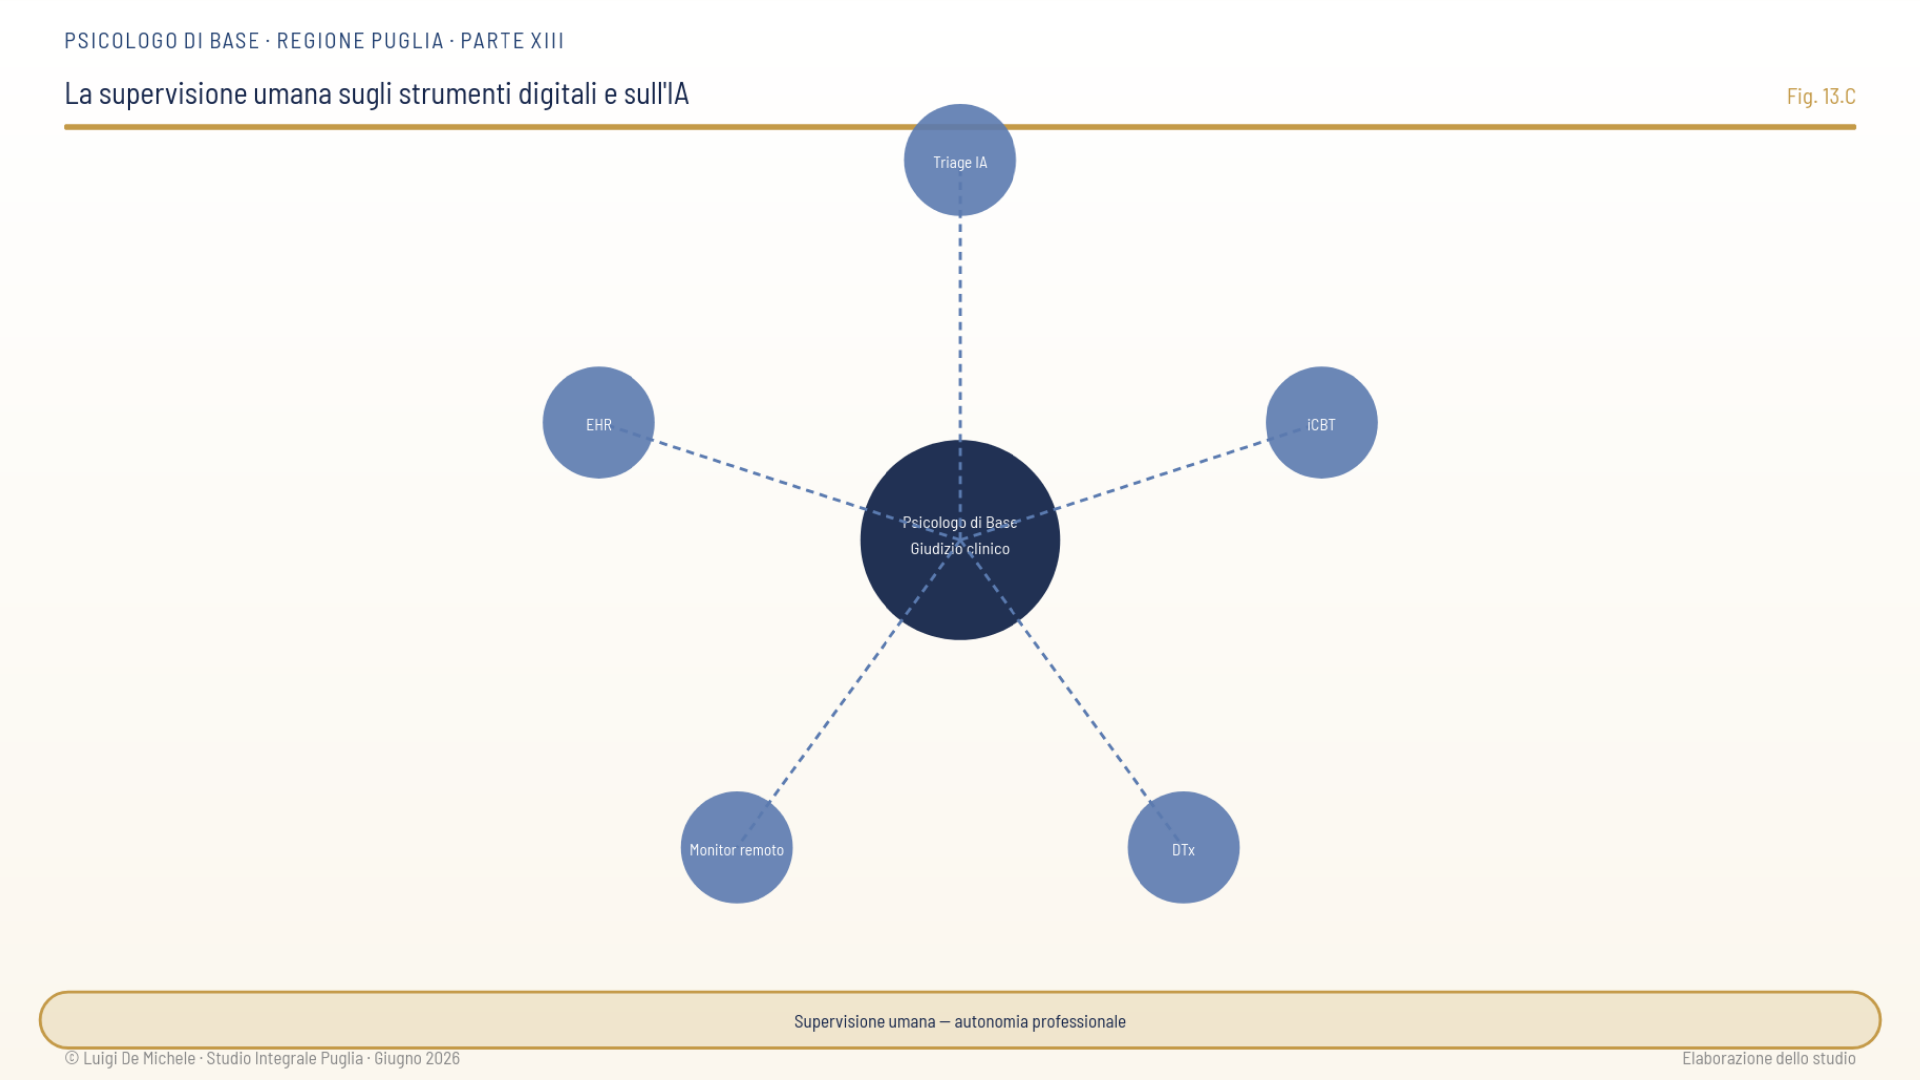 PSICOLOGO DI BASE · REGIONE PUGLIA · PARTE XIII
La supervisione umana sugli strumenti digitali e sull'IA
Fig. 13.C
Triage IA
EHR
iCBT
Psicologo di Base
Giudizio clinico
Monitor remoto
DTx
Supervisione umana — autonomia professionale
© Luigi De Michele · Studio Integrale Puglia · Giugno 2026
Elaborazione dello studio